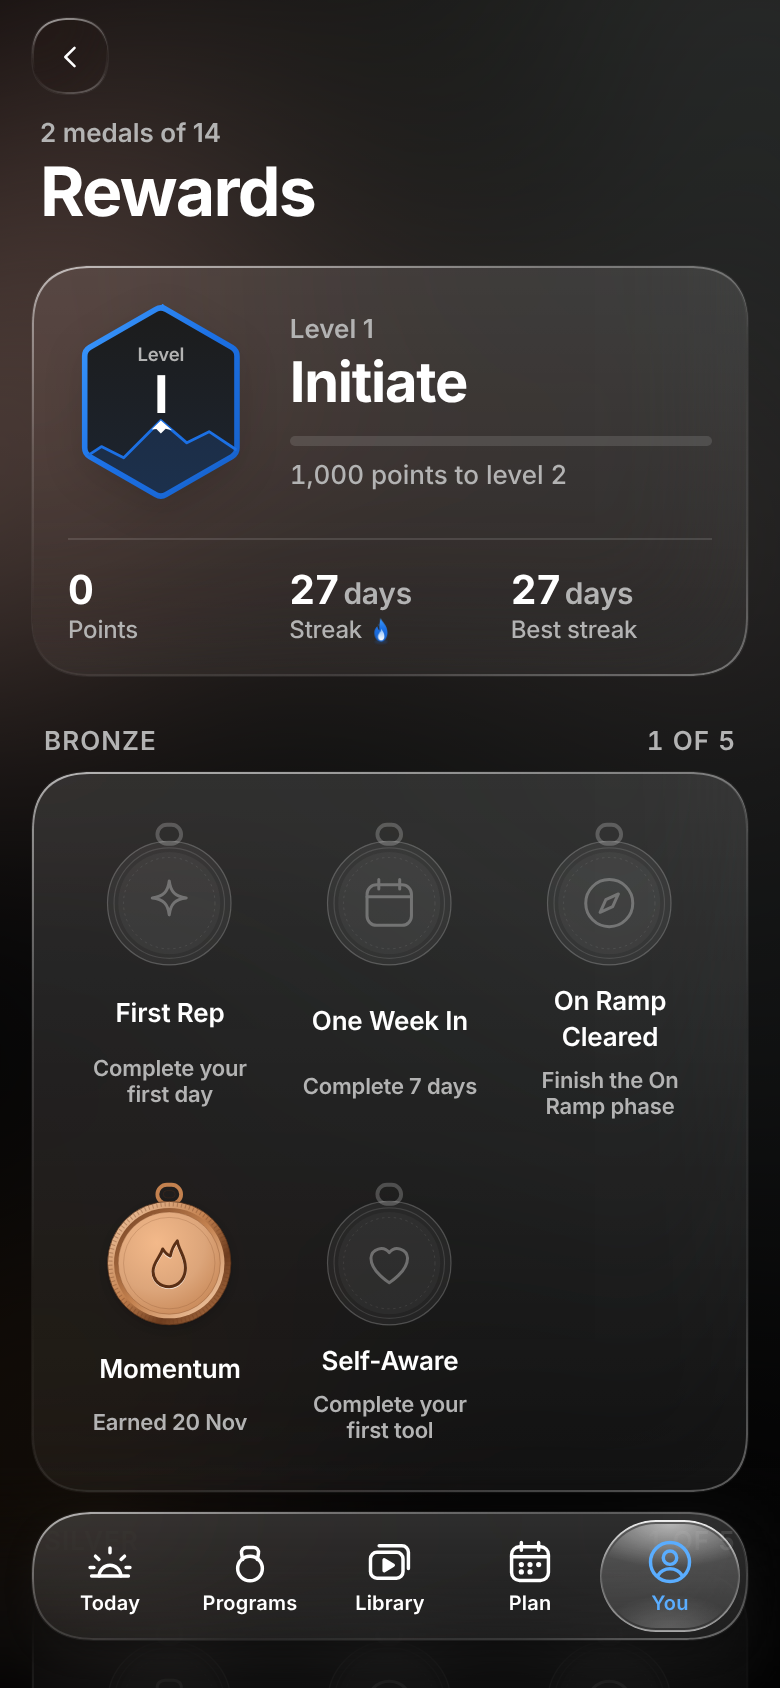 2 medals of 14
Rewards
Level
I
Level 1
Initiate
1,000 points to level 2
0
Points
27 days
Streak
27 days
Best streak
BRONZE
1 OF 5
First Rep
Complete your
first day
One Week In
Complete 7 days
On Ramp
Cleared
Finish the On
Ramp phase
Momentum
Earned 20 Nov
Self-Aware
Complete your
first tool
SILVER
OF 5
Today
Programs
Library
Plan
You